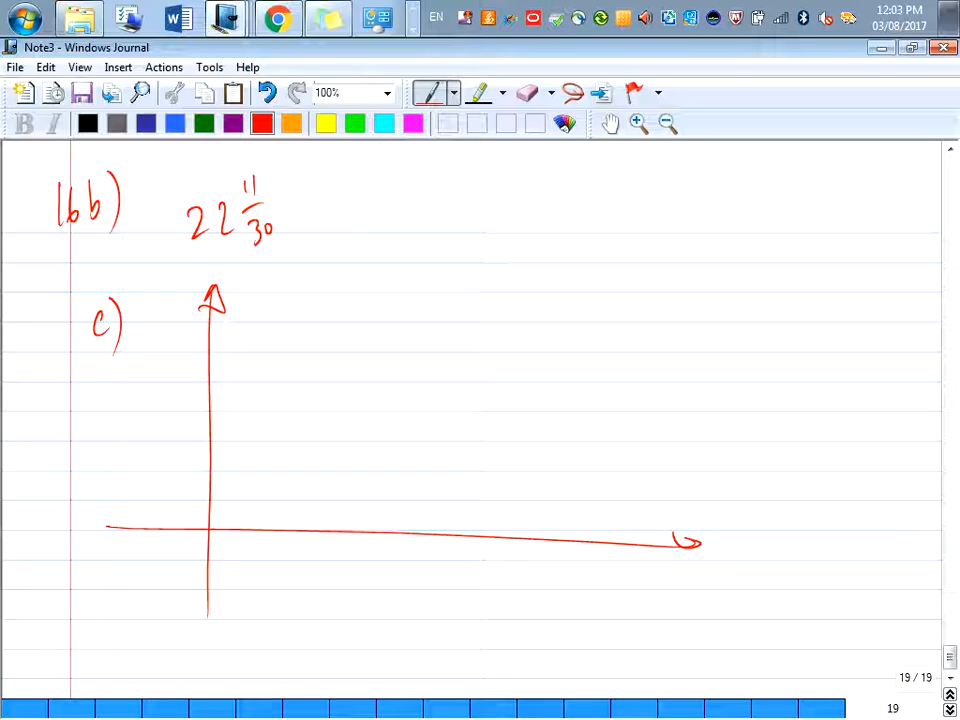 EN
12:03 PM
03/08/2017
Note3 - Windows Journal
File Edit View Insert Actions Tools Help
100%
B I
16b) 22 11/30
c)
19 / 19
19